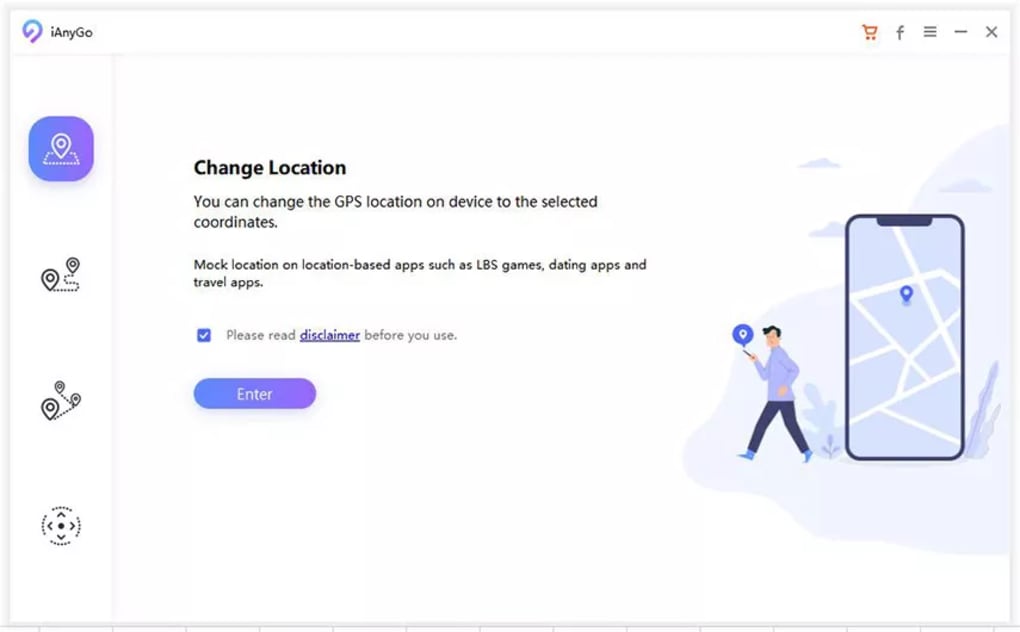 iAnyGo
Change Location
You can change the GPS location on device to the selected
coordinates.
Mock location on location-based apps such as LBS games, dating apps and
travel apps.
Please read disclaimer before you use.
Enter